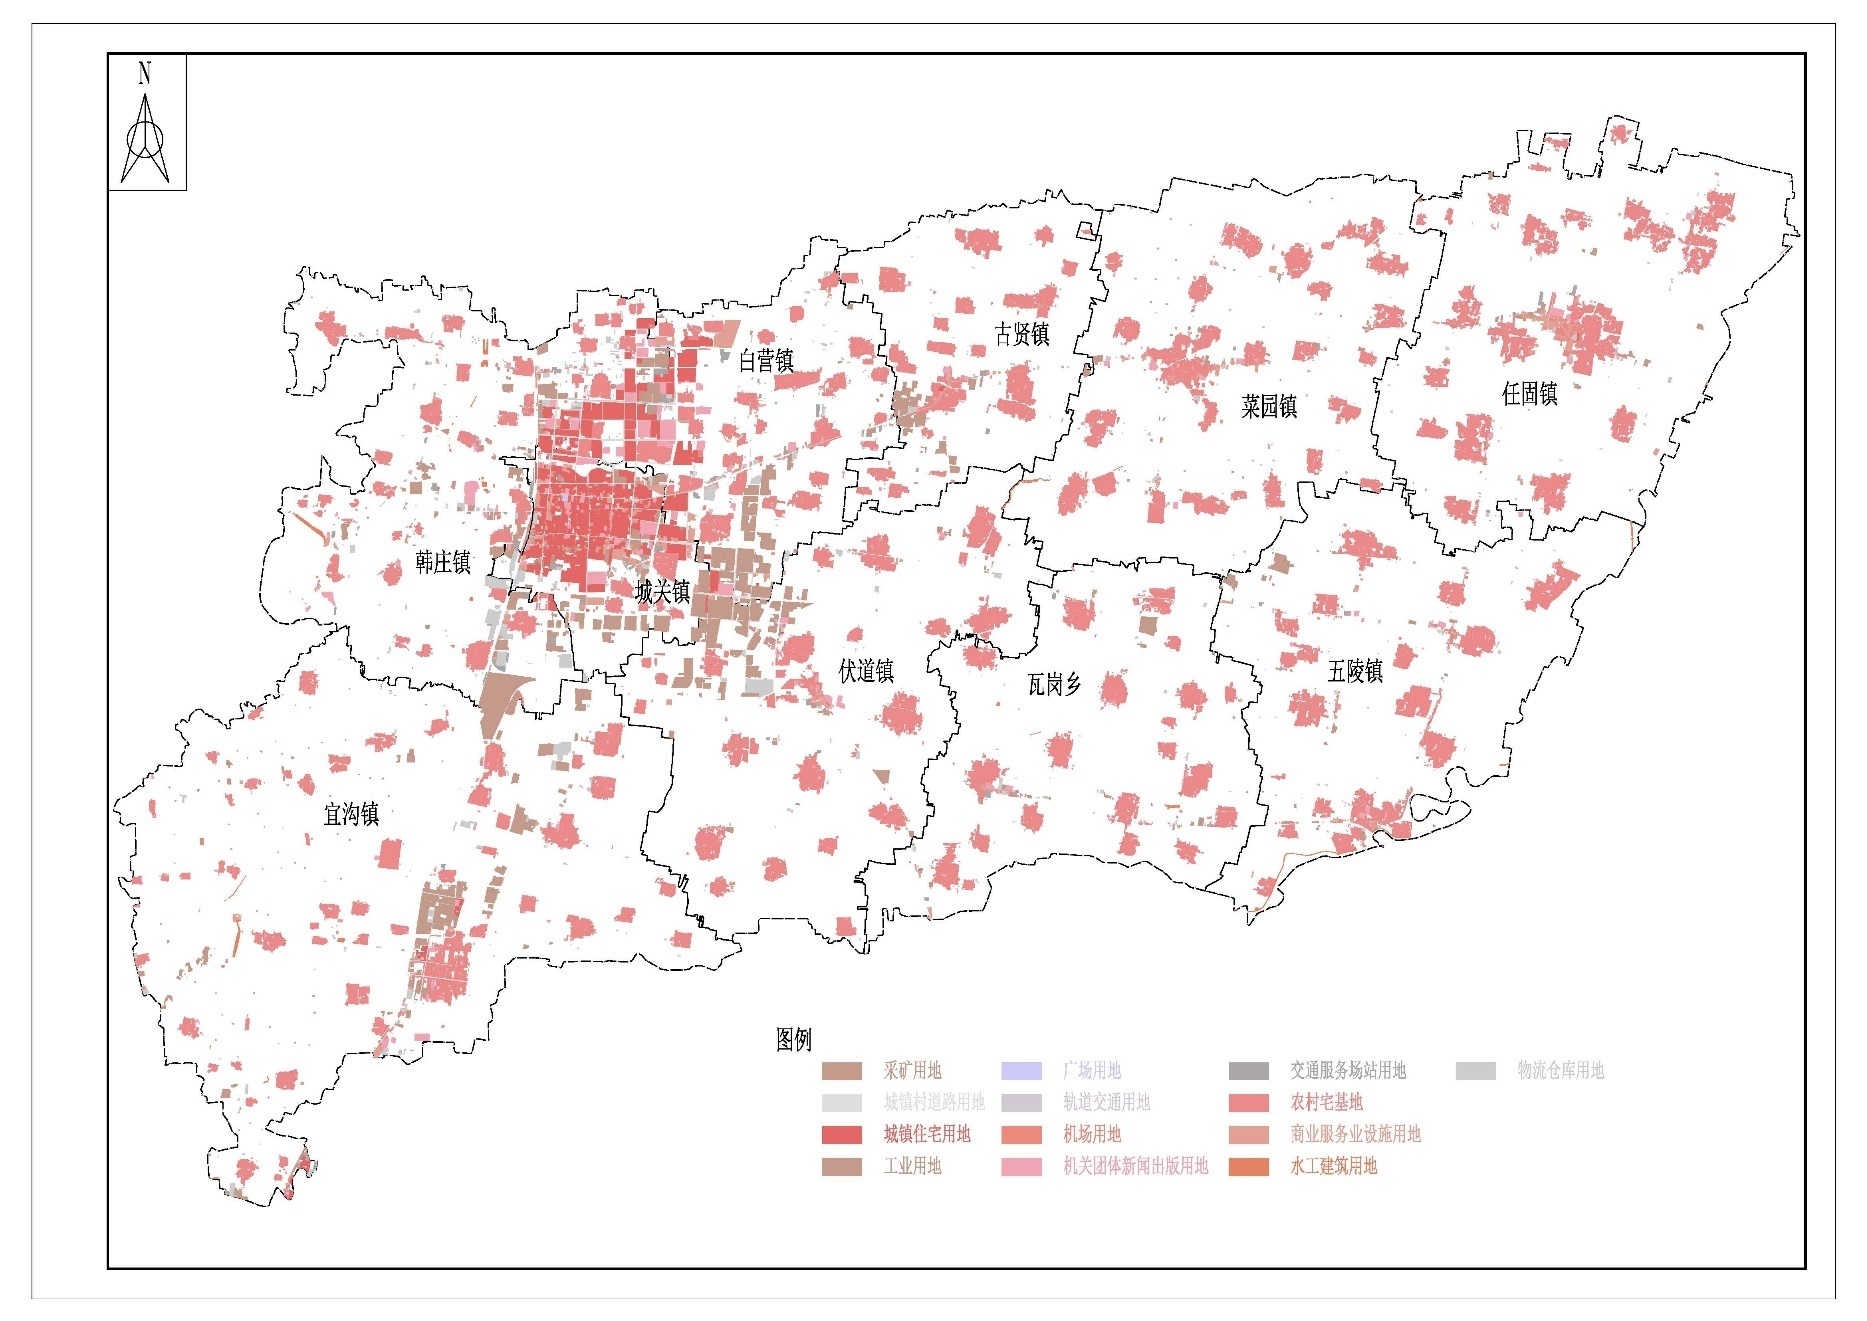 N
古贤镇
白营镇
任固镇
菜园镇
韩庄镇
城关镇
伏道镇
瓦岗乡
五陵镇
宜沟镇
图例
采矿用地 广场用地 交通服务场站用地 物流仓库用地
城镇村道路用地 轨道交通用地 农村宅基地
城镇住宅用地 机场用地 商业服务业设施用地
工业用地 机关团体新闻出版用地 水工建筑用地